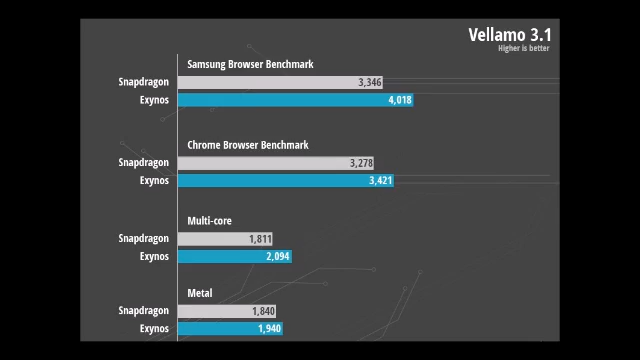 Vellamo 3.1
Higher is better
Samsung Browser Benchmark
Snapdragon 3,346
Exynos 4,018
Chrome Browser Benchmark
Snapdragon 3,278
Exynos 3,421
Multi-core
Snapdragon 1,811
Exynos 2,094
Metal
Snapdragon 1,840
Exynos 1,940